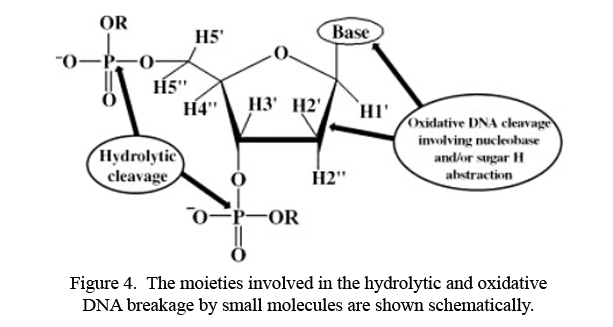 OR
H5'
Base
O
⁻O—P—O
H5''
O
H4''
H3'
H2'
H1'
Oxidative DNA cleavage
involving nucleobase
and/or sugar H
abstraction
Hydrolytic
cleavage
O
H2''
⁻O—P—OR
O
Figure 4. The moieties involved in the hydrolytic and oxidative
DNA breakage by small molecules are shown schematically.